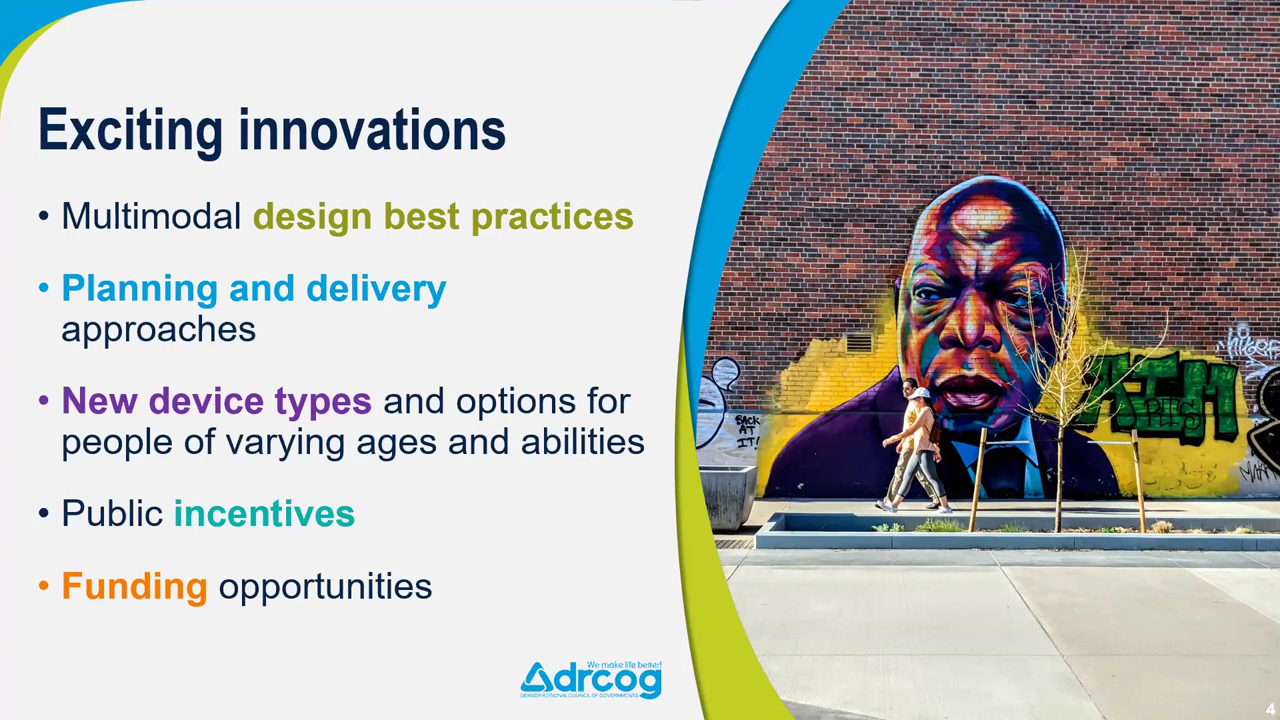 Exciting innovations
• Multimodal design best practices
• Planning and delivery
approaches
• New device types and options for
people of varying ages and abilities
• Public incentives
• Funding opportunities
We make life better!
drcog
DENVER REGIONAL COUNCIL OF GOVERNMENTS
BACK
AT
IT!
4